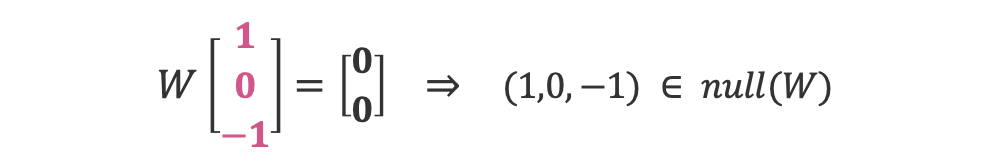 W [1 0 −1] = [0 0] ⇒ (1,0, −1) ∈ null(W)